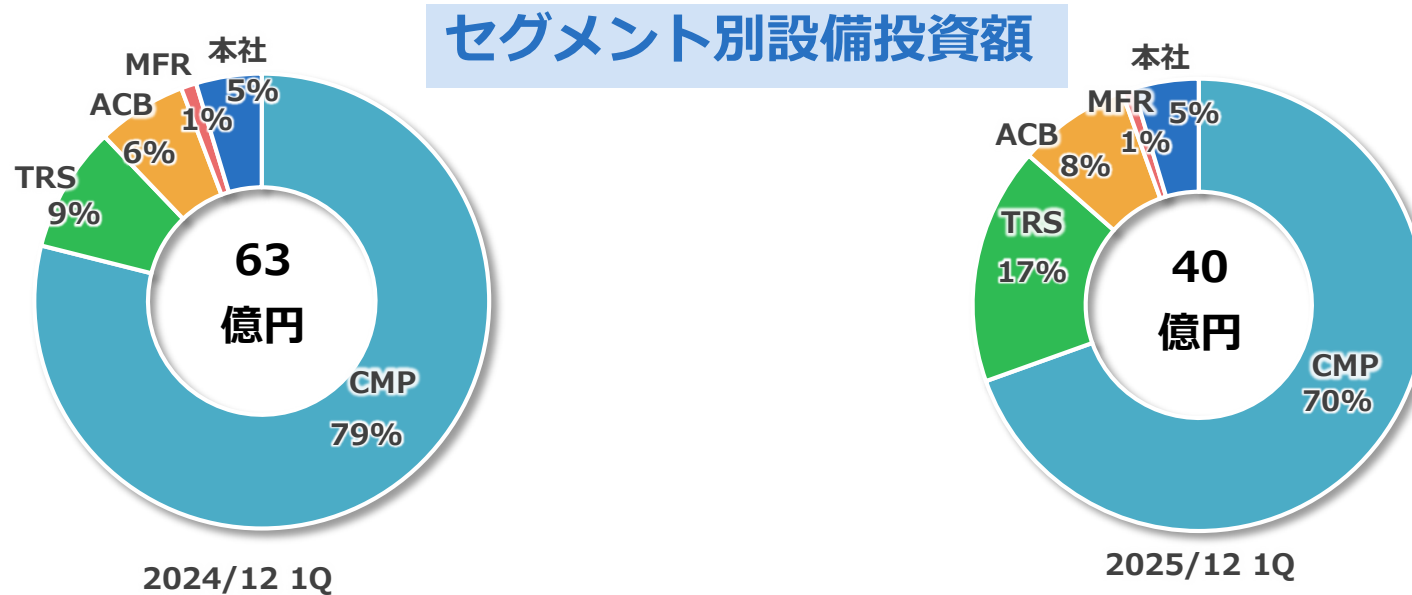 セグメント別設備投資額
本社
5%
MFR
1%
ACB
6%
TRS
9%
63
億円
CMP
79%
2024/12 1Q
本社
5%
MFR
1%
ACB
8%
TRS
17%
40
億円
CMP
70%
2025/12 1Q